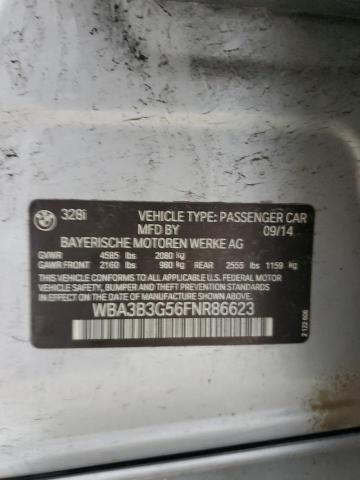 BMW 328i VEHICLE TYPE: PASSENGER CAR
MFD BY 09/14
BAYERISCHE MOTOREN WERKE AG
GVWR 4585 lbs 2080 kg
GAWR FRONT 2160 lbs 980 kg REAR 2555 lbs 1159 kg
THIS VEHICLE CONFORMS TO ALL APPLICABLE U.S. FEDERAL MOTOR
VEHICLE SAFETY, BUMPER, AND THEFT PREVENTION STANDARDS
IN EFFECT ON THE DATE OF MANUFACTURE SHOWN ABOVE.
WBA3B3G56FNR86623